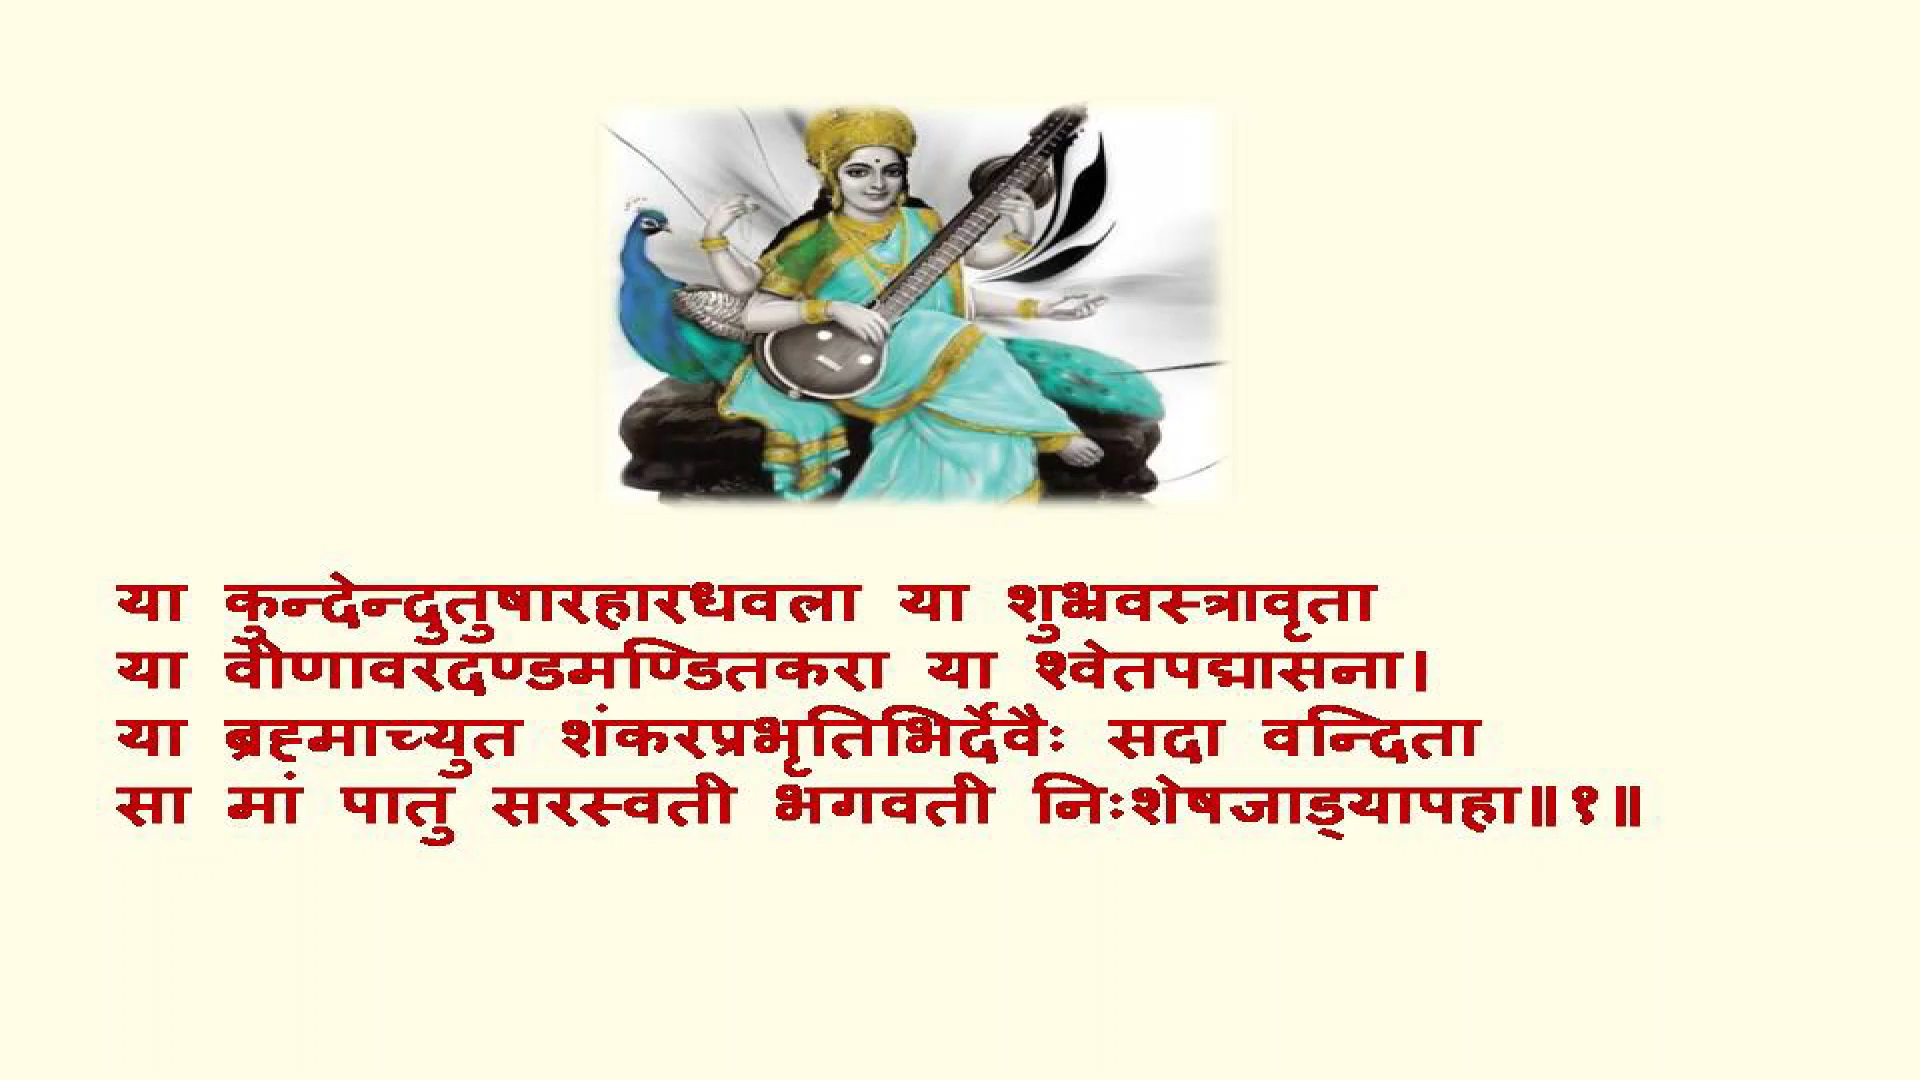 या कुन्देन्दुतुषारहारधवला या शुभ्रवस्त्रावृता
या वीणावरदण्डमण्डितकरा या श्वेतपद्मासना।
या ब्रह्माच्युत शंकरप्रभृतिभिर्देवैः सदा वन्दिता
सा मां पातु सरस्वती भगवती निःशेषजाड्यापहा॥१॥